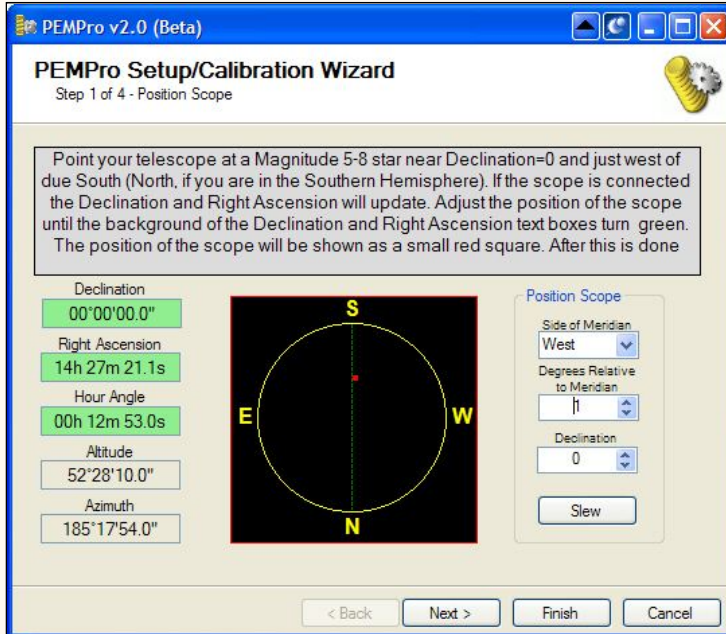 PEMPro v2.0 (Beta)
PEMPro Setup/Calibration Wizard
Step 1 of 4 - Position Scope
Point your telescope at a Magnitude 5-8 star near Declination=0 and just west of
due South (North, if you are in the Southern Hemisphere). If the scope is connected
the Declination and Right Ascension will update. Adjust the position of the scope
until the background of the Declination and Right Ascension text boxes turn green.
The position of the scope will be shown as a small red square. After this is done
Declination
00°00'00.0"
Right Ascension
14h 27m 21.1s
Hour Angle
00h 12m 53.0s
Altitude
52°28'10.0"
Azimuth
185°17'54.0"
S
E
W
N
Position Scope
Side of Meridian
West
Degrees Relative
to Meridian
1
Declination
0
Slew
< Back
Next >
Finish
Cancel